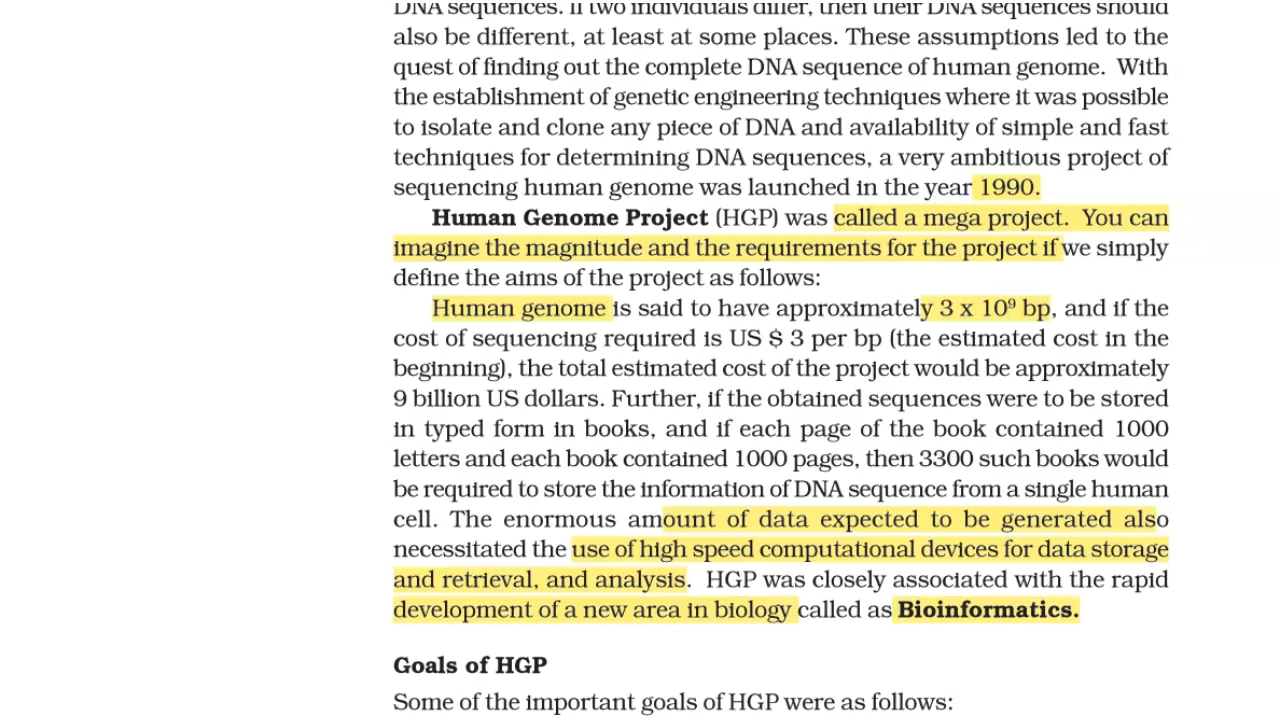 DNA sequences. If two individuals differ, then their DNA sequences should
also be different, at least at some places. These assumptions led to the
quest of finding out the complete DNA sequence of human genome. With
the establishment of genetic engineering techniques where it was possible
to isolate and clone any piece of DNA and availability of simple and fast
techniques for determining DNA sequences, a very ambitious project of
sequencing human genome was launched in the year 1990.
Human Genome Project (HGP) was called a mega project. You can
imagine the magnitude and the requirements for the project if we simply
define the aims of the project as follows:
Human genome is said to have approximately 3 x 10⁹ bp, and if the
cost of sequencing required is US $ 3 per bp (the estimated cost in the
beginning), the total estimated cost of the project would be approximately
9 billion US dollars. Further, if the obtained sequences were to be stored
in typed form in books, and if each page of the book contained 1000
letters and each book contained 1000 pages, then 3300 such books would
be required to store the information of DNA sequence from a single human
cell. The enormous amount of data expected to be generated also
necessitated the use of high speed computational devices for data storage
and retrieval, and analysis. HGP was closely associated with the rapid
development of a new area in biology called as Bioinformatics.
Goals of HGP
Some of the important goals of HGP were as follows: